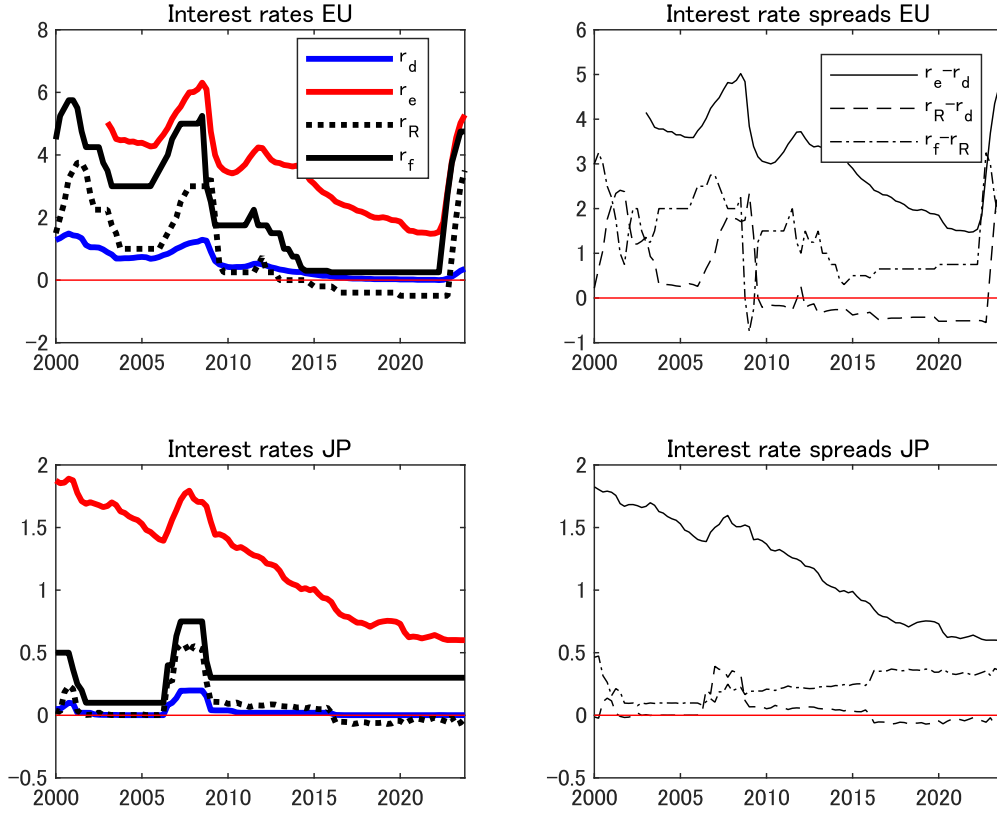 Interest rates EU
8
6
4
2
0
−2
2000 2005 2010 2015 2020
r_d
r_e
r_R
r_f
Interest rate spreads EU
6
5
4
3
2
1
0
−1
2000 2005 2010 2015 2020
r_e−r_d
r_R−r_d
r_f−r_R
Interest rates JP
2
1.5
1
0.5
0
−0.5
2000 2005 2010 2015 2020
Interest rate spreads JP
2
1.5
1
0.5
0
−0.5
2000 2005 2010 2015 2020